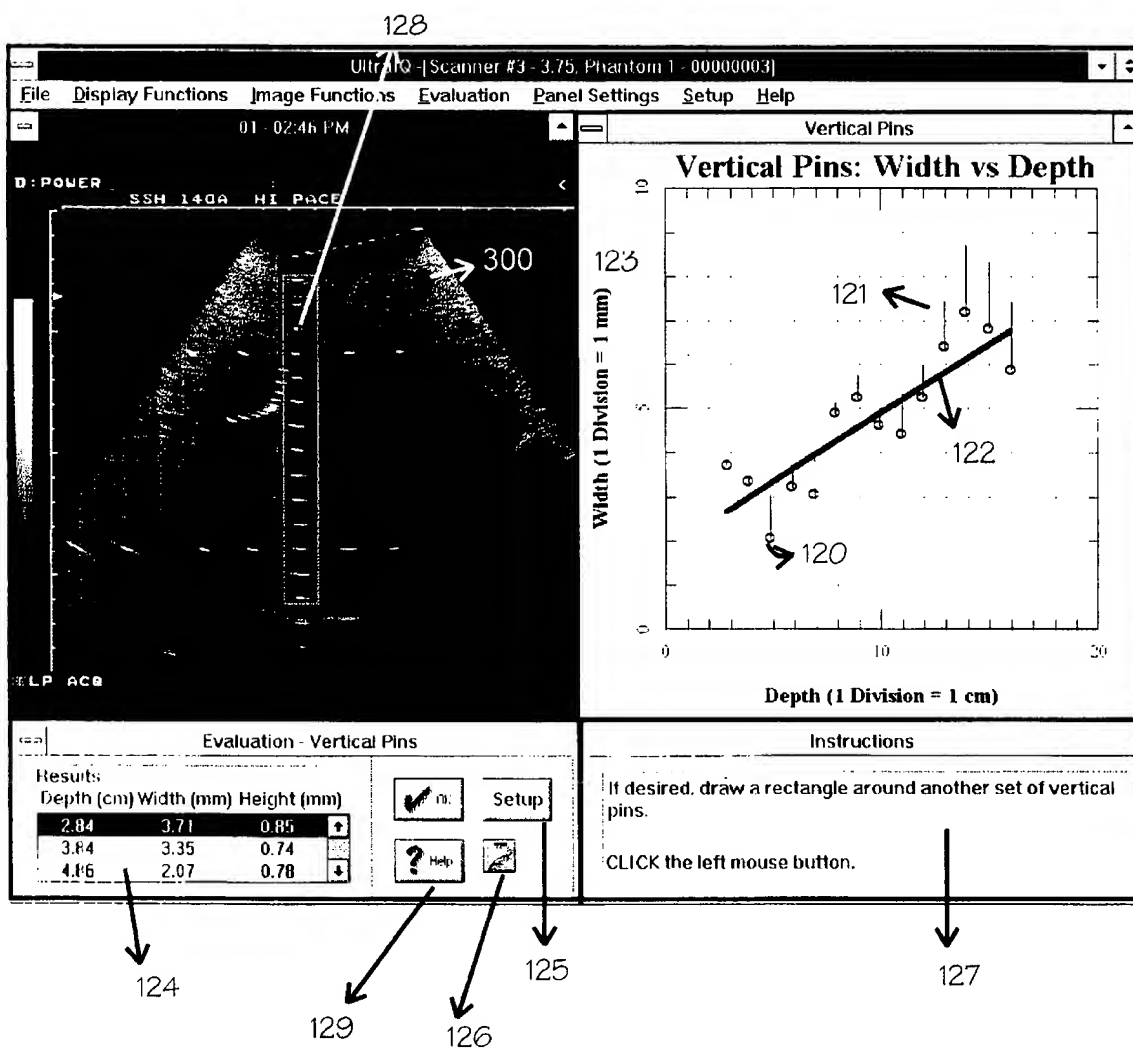 128
UltraIQ -[Scanner #3 - 3.75, Phantom 1 - 00000003]
File Display Functions Image Functions Evaluation Panel Settings Setup Help
01 - 02:46 PM
D:POWER
SSH 140A HI PACE
300
ELP ACQ
Vertical Pins
Vertical Pins: Width vs Depth
10
123
121
Width (1 Division = 1 mm)
5
122
120
0
0 10 20
Depth (1 Division = 1 cm)
Evaluation - Vertical Pins
Results
Depth (cm) Width (mm) Height (mm)
2.84 3.71 0.85
3.84 3.35 0.74
4.86 2.07 0.78
Setup
? Help
Instructions
If desired, draw a rectangle around another set of vertical
pins.
CLICK the left mouse button.
124
129
126
125
127